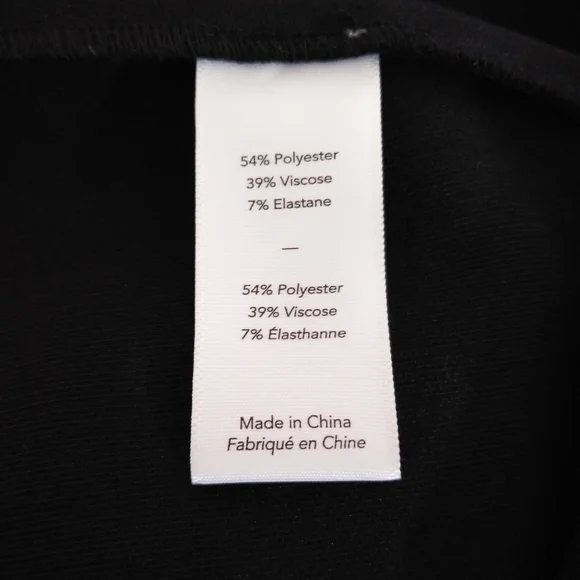 54% Polyester
39% Viscose
7% Elastane
—
54% Polyester
39% Viscose
7% Élasthanne
Made in China
Fabriqué en Chine